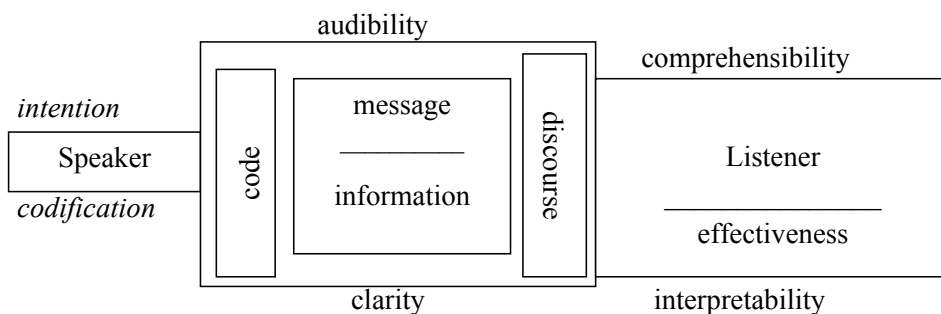 audibility
comprehensibility
intention
message
Speaker
code
discourse
Listener
information
codification
effectiveness
clarity
interpretability